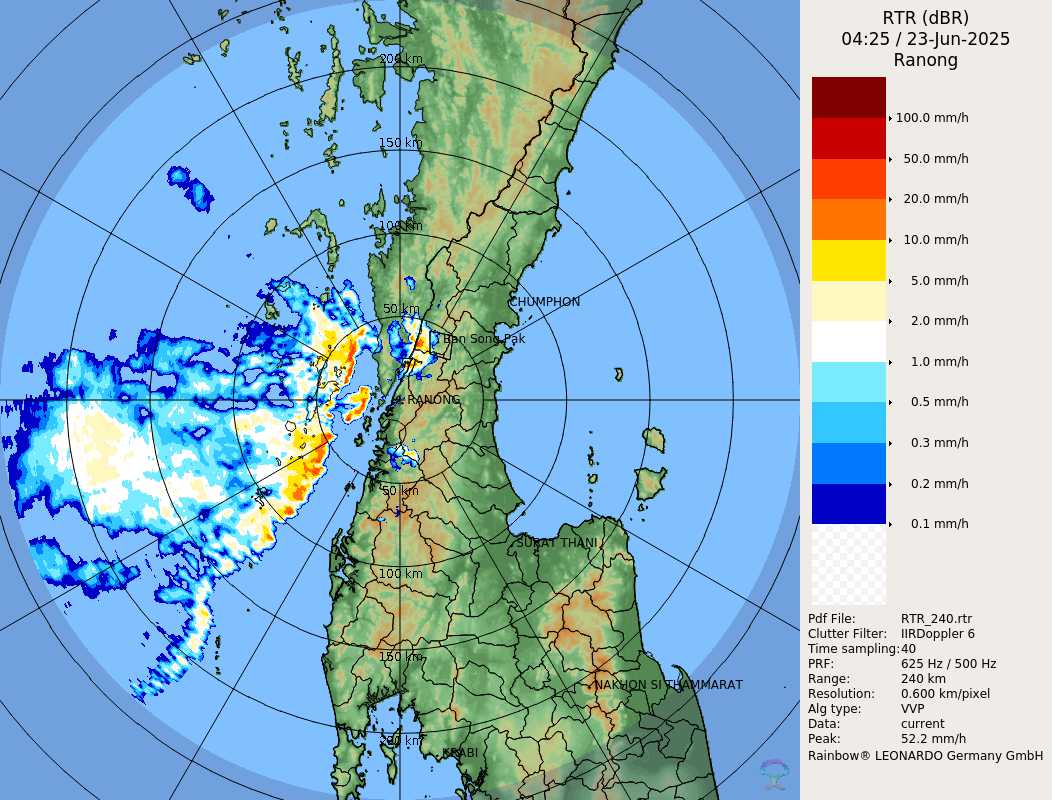 RTR (dBR)
04:25 / 23-Jun-2025
Ranong
100.0 mm/h
50.0 mm/h
20.0 mm/h
10.0 mm/h
5.0 mm/h
2.0 mm/h
1.0 mm/h
0.5 mm/h
0.3 mm/h
0.2 mm/h
0.1 mm/h
Pdf File: RTR_240.rtr
Clutter Filter: IIRDoppler 6
Time sampling: 40
PRF: 625 Hz / 500 Hz
Range: 240 km
Resolution: 0.600 km/pixel
Alg type: VVP
Data: current
Peak: 52.2 mm/h
Rainbow® LEONARDO Germany GmbH
200 km
150 km
100 km
CHUMPHON
50 km
Ban Song Pak
RANONG
50 km
SURAT THANI
100 km
150 km
NAKHON SI THAMMARAT
200 km
KRABI